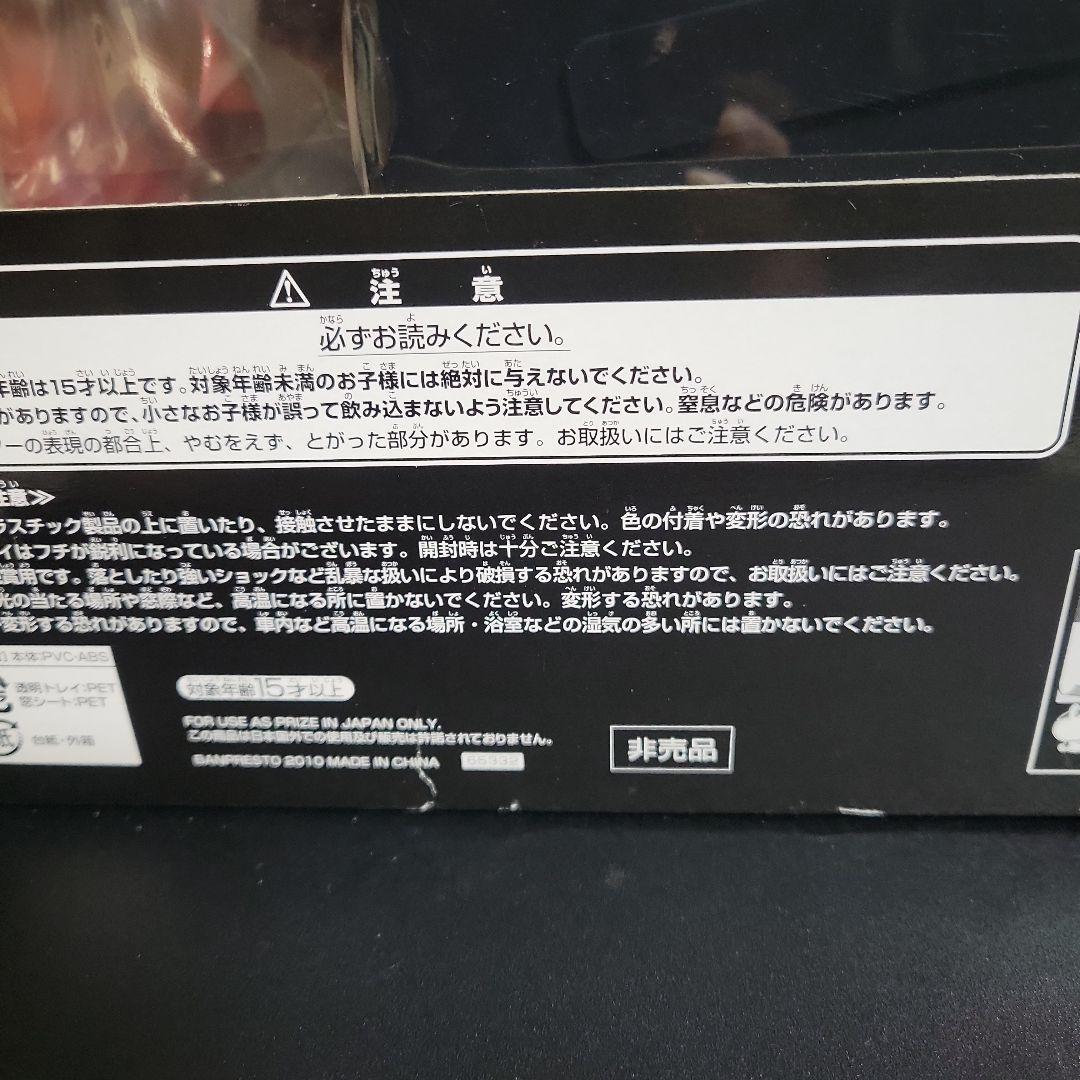 ⚠ 注意
必ずお読みください。
年齢は15才以上です。対象年齢未満のお子様には絶対に与えないでください。
がありますので、小さなお子様が誤って飲み込まないよう注意してください。窒息などの危険があります。
ーの表現の都合上、やむをえず、とがった部分があります。お取扱いにはご注意ください。
注意≫
ラスチック製品の上に置いたり、接触させたままにしないでください。色の付着や変形の恐れがあります。
イはフチが鋭利になっている場合がございます。開封時は十分ご注意ください。
賞用です。落としたり強いショックなど乱暴な扱いにより破損する恐れがありますので、お取扱いにはご注意ください。
光の当たる場所や窓際など、高温になる所に置かないでください。変形する恐れがあります。
変形する恐れがありますので、車内など高温になる場所・浴室などの湿気の多い所には置かないでください。
本体:PVC・ABS
透明トレイ:PET
窓シート:PET
紙
台紙・外箱
対象年齢15才以上
FOR USE AS PRIZE IN JAPAN ONLY.
この商品は日本国外での使用及び販売は許諾されておりません。
BANPRESTO 2010 MADE IN CHINA
非売品